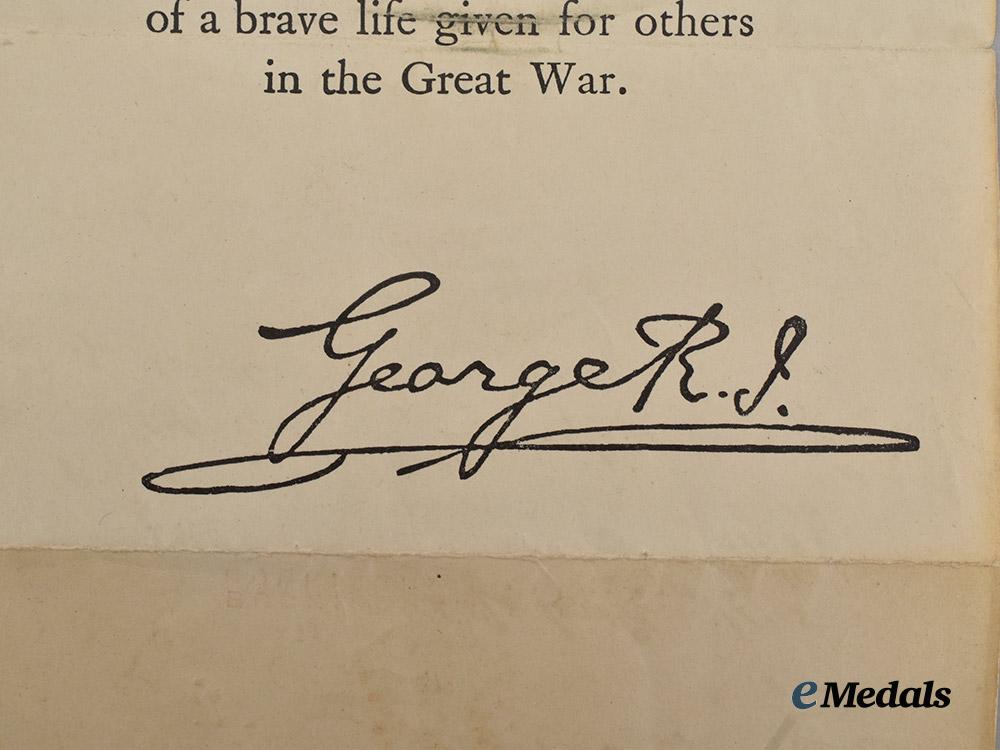 of a brave life given for others
in the Great War.
George R.I.
eMedals